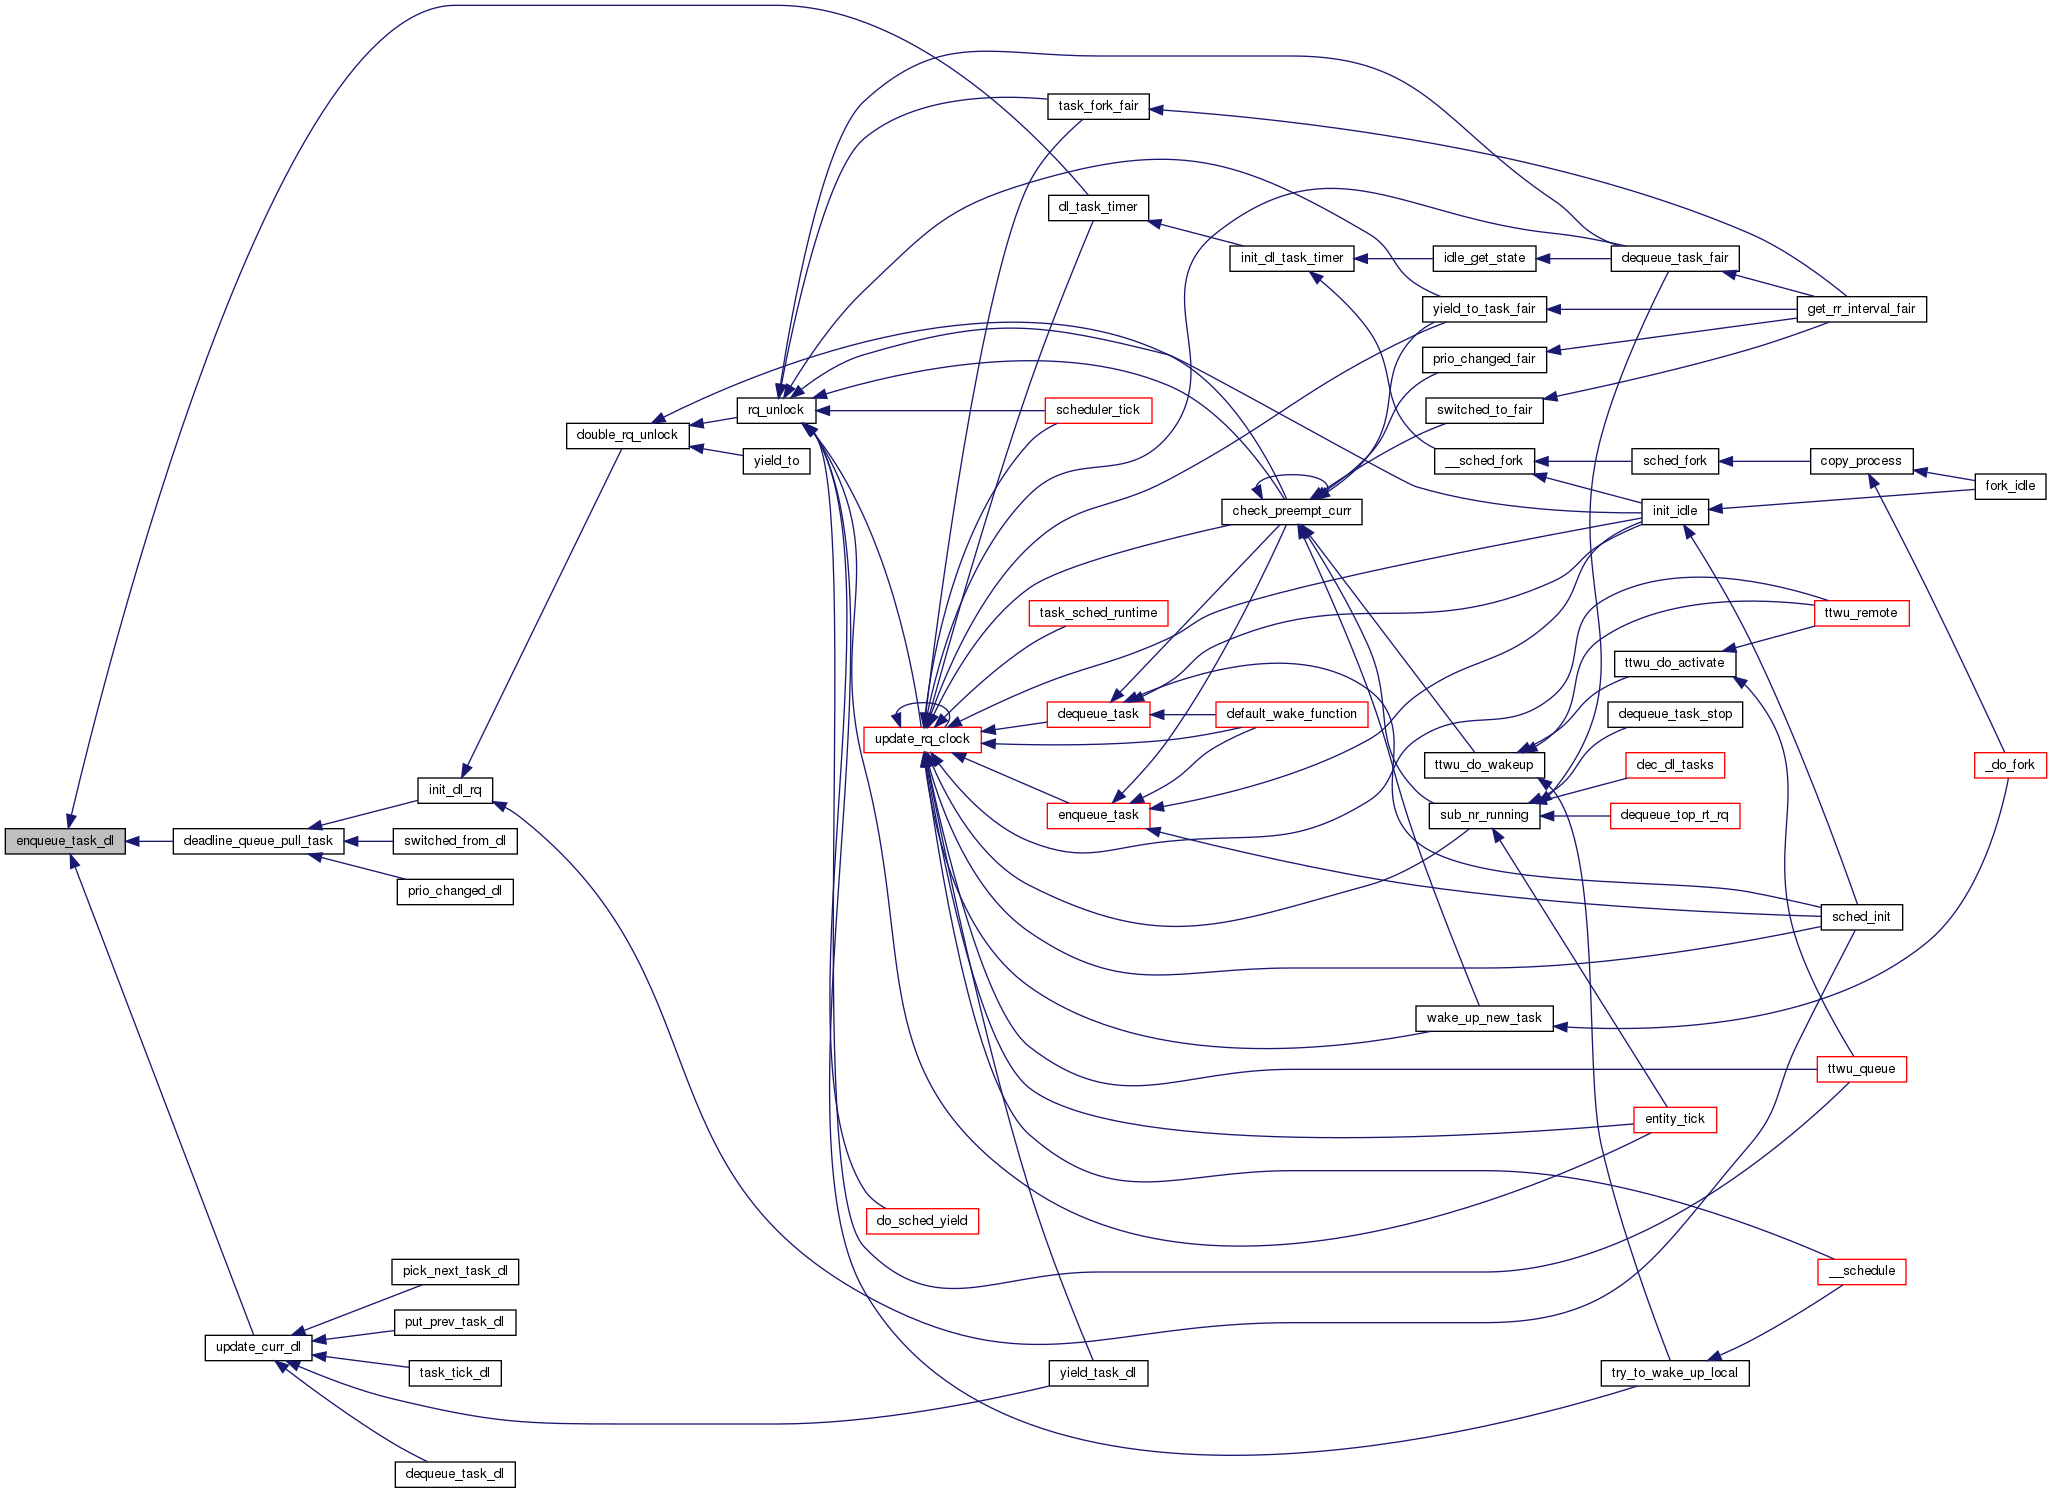 task_fork_fair
dl_task_timer
init_dl_task_timer
idle_get_state
dequeue_task_fair
yield_to_task_fair
get_rr_interval_fair
prio_changed_fair
rq_unlock
scheduler_tick
switched_to_fair
double_rq_unlock
yield_to
__sched_fork
sched_fork
copy_process
fork_idle
check_preempt_curr
init_idle
task_sched_runtime
ttwu_remote
ttwu_do_activate
dequeue_task
default_wake_function
dequeue_task_stop
update_rq_clock
ttwu_do_wakeup
dec_dl_tasks
_do_fork
init_dl_rq
enqueue_task
sub_nr_running
dequeue_top_rt_rq
enqueue_task_dl
deadline_queue_pull_task
switched_from_dl
prio_changed_dl
sched_init
wake_up_new_task
ttwu_queue
entity_tick
do_sched_yield
pick_next_task_dl
__schedule
put_prev_task_dl
update_curr_dl
task_tick_dl
yield_task_dl
try_to_wake_up_local
dequeue_task_dl